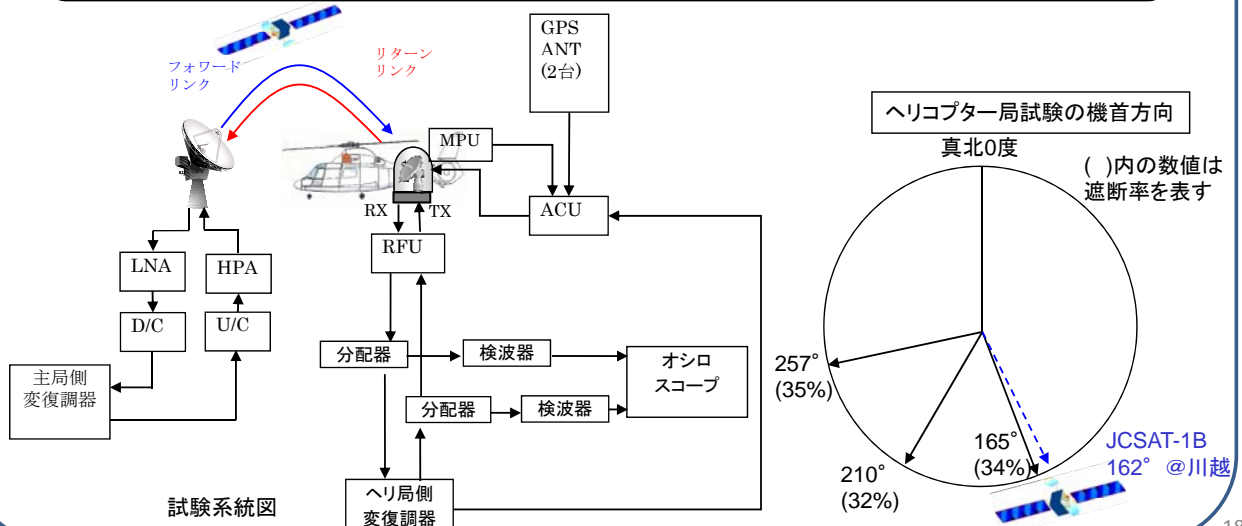 フォワード
リンク
リターン
リンク
GPS
ANT
(2台)
MPU
RX
TX
ACU
RFU
LNA
HPA
D/C
U/C
主局側
変復調器
分配器
検波器
オシロ
スコープ
分配器
検波器
ヘリ局側
変復調器
試験系統図
ヘリコプター局試験の機首方向
真北0度
( )内の数値は
遮断率を表す
257°
(35%)
210°
(32%)
165°
(34%)
JCSAT-1B
162° @川越